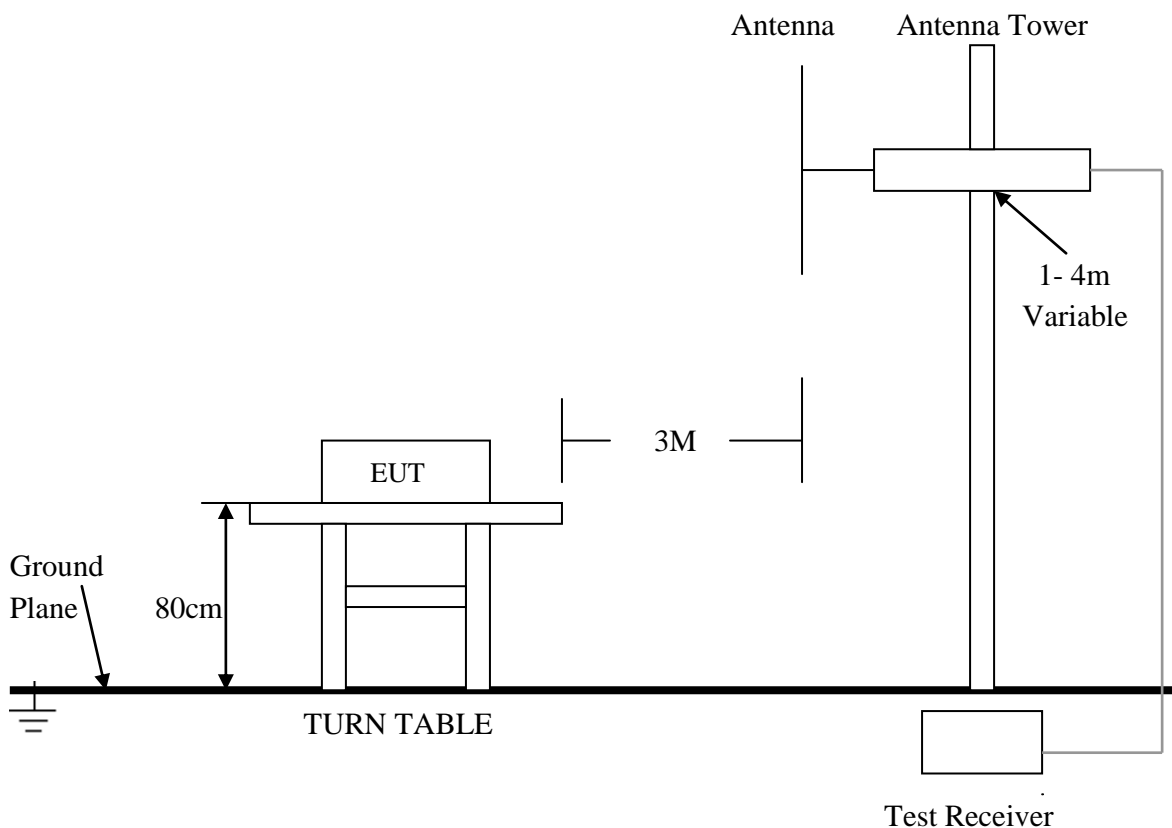 Antenna
Antenna Tower
1- 4m
Variable
3M
EUT
Ground
Plane
80cm
TURN TABLE
Test Receiver